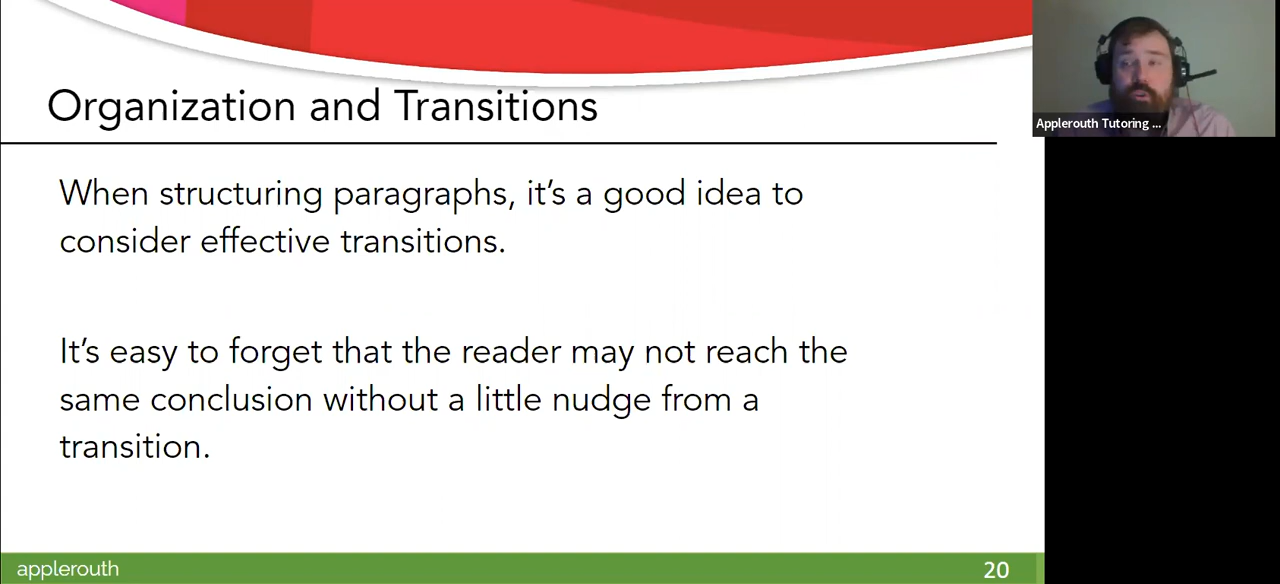 Organization and Transitions
When structuring paragraphs, it’s a good idea to
consider effective transitions.
It’s easy to forget that the reader may not reach the
same conclusion without a little nudge from a
transition.
applerouth
20
Applerouth Tutoring ...